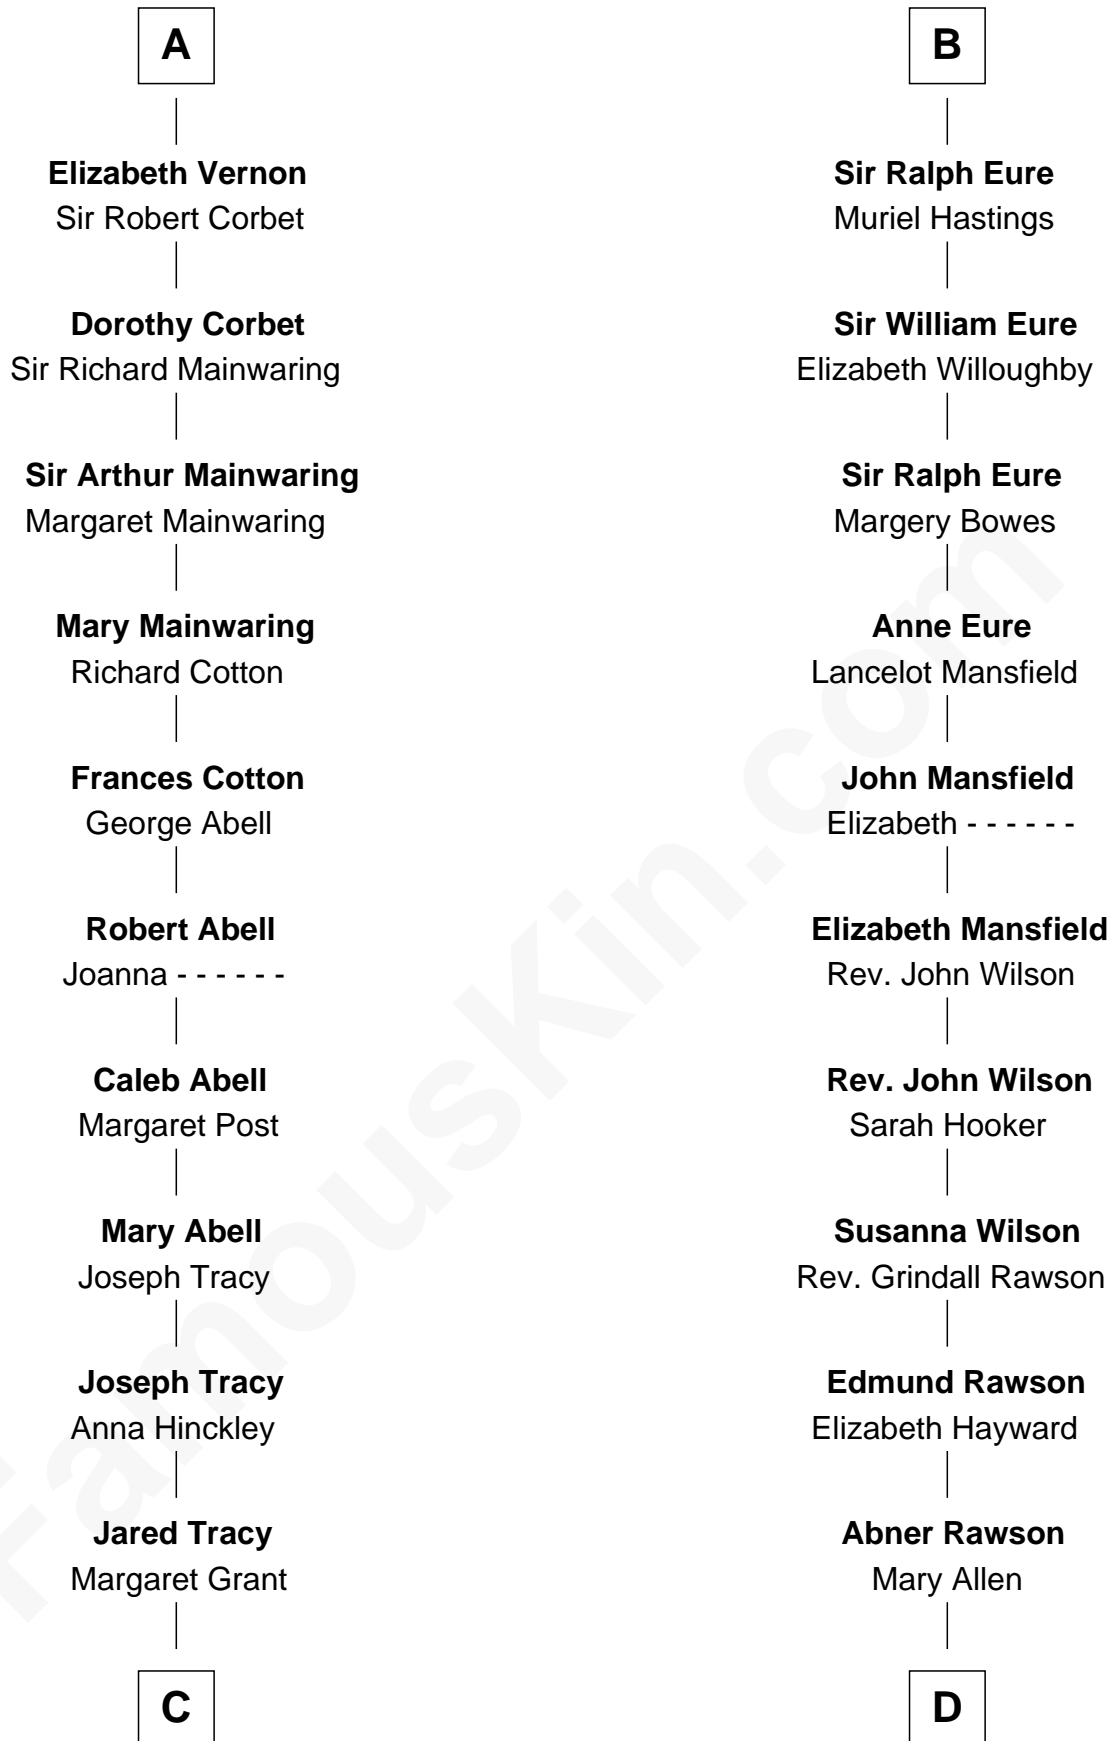 A
Elizabeth Vernon
Sir Robert Corbet
Dorothy Corbet
Sir Richard Mainwaring
Sir Arthur Mainwaring
Margaret Mainwaring
Mary Mainwaring
Richard Cotton
Frances Cotton
George Abell
Robert Abell
Joanna - - - - - -
Caleb Abell
Margaret Post
Mary Abell
Joseph Tracy
Joseph Tracy
Anna Hinckley
Jared Tracy
Margaret Grant
C
B
Sir Ralph Eure
Muriel Hastings
Sir William Eure
Elizabeth Willoughby
Sir Ralph Eure
Margery Bowes
Anne Eure
Lancelot Mansfield
John Mansfield
Elizabeth - - - - - -
Elizabeth Mansfield
Rev. John Wilson
Rev. John Wilson
Sarah Hooker
Susanna Wilson
Rev. Grindall Rawson
Edmund Rawson
Elizabeth Hayward
Abner Rawson
Mary Allen
D
FamousKin.com